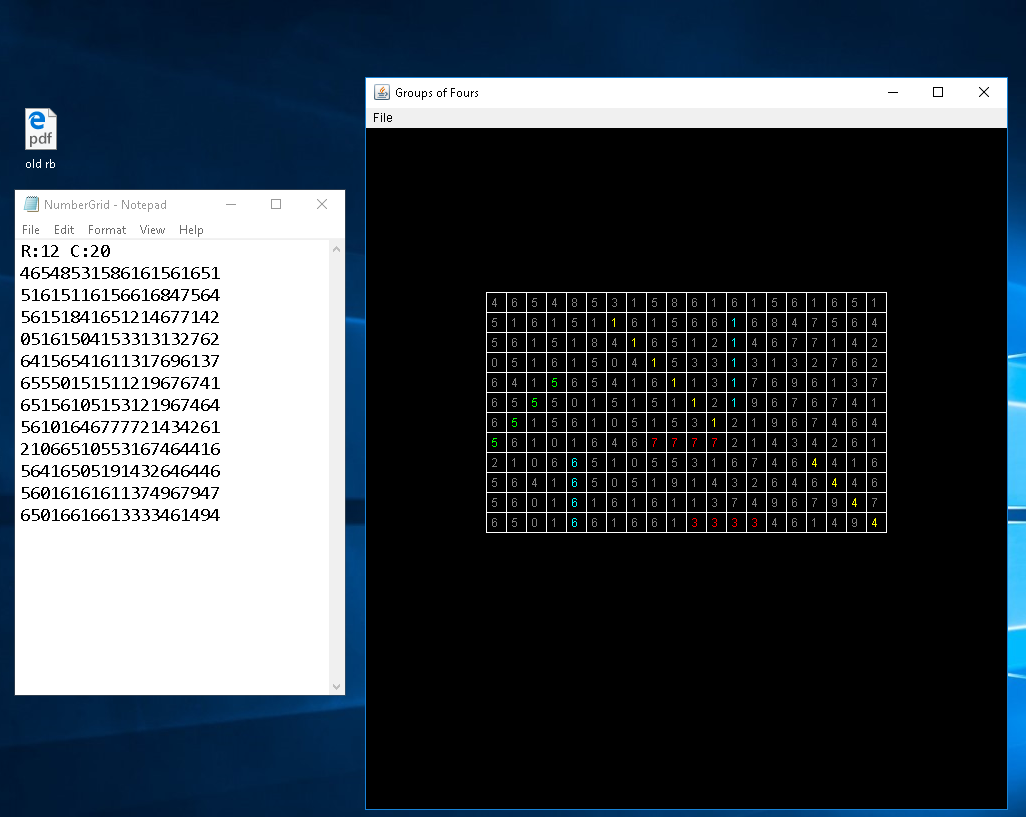 Groups of Fours
File
old rb
pdf
NumberGrid - Notepad
File Edit Format View Help
R:12 C:20
46548531586161561651
51615116156616847564
56151841651214677142
05161504153313132762
64156541611317696137
65550151511219676741
65156105153121967464
56101646777721434261
21066510553167464416
56416505191432646446
56016161611374967947
65016616613333461494
4 6 5 4 8 5 3 1 5 8 6 1 6 1 5 6 1 6 5 1
5 1 6 1 5 1 1 6 1 5 6 6 1 6 8 4 7 5 6 4
5 6 1 5 1 8 4 1 6 5 1 2 1 4 6 7 7 1 4 2
0 5 1 6 1 5 0 4 1 5 3 3 1 3 1 3 2 7 6 2
6 4 1 5 6 5 4 1 6 1 1 3 1 7 6 9 6 1 3 7
6 5 5 5 0 1 5 1 5 1 1 2 1 9 6 7 6 7 4 1
6 5 1 5 6 1 0 5 1 5 3 1 2 1 9 6 7 4 6 4
5 6 1 0 1 6 4 6 7 7 7 7 2 1 4 3 4 2 6 1
2 1 0 6 6 5 1 0 5 5 3 1 6 7 4 6 4 4 1 6
5 6 4 1 6 5 0 5 1 9 1 4 3 2 6 4 6 4 4 6
5 6 0 1 6 1 6 1 6 1 1 3 7 4 9 6 7 9 4 7
6 5 0 1 6 6 1 6 6 1 3 3 3 3 4 6 1 4 9 4